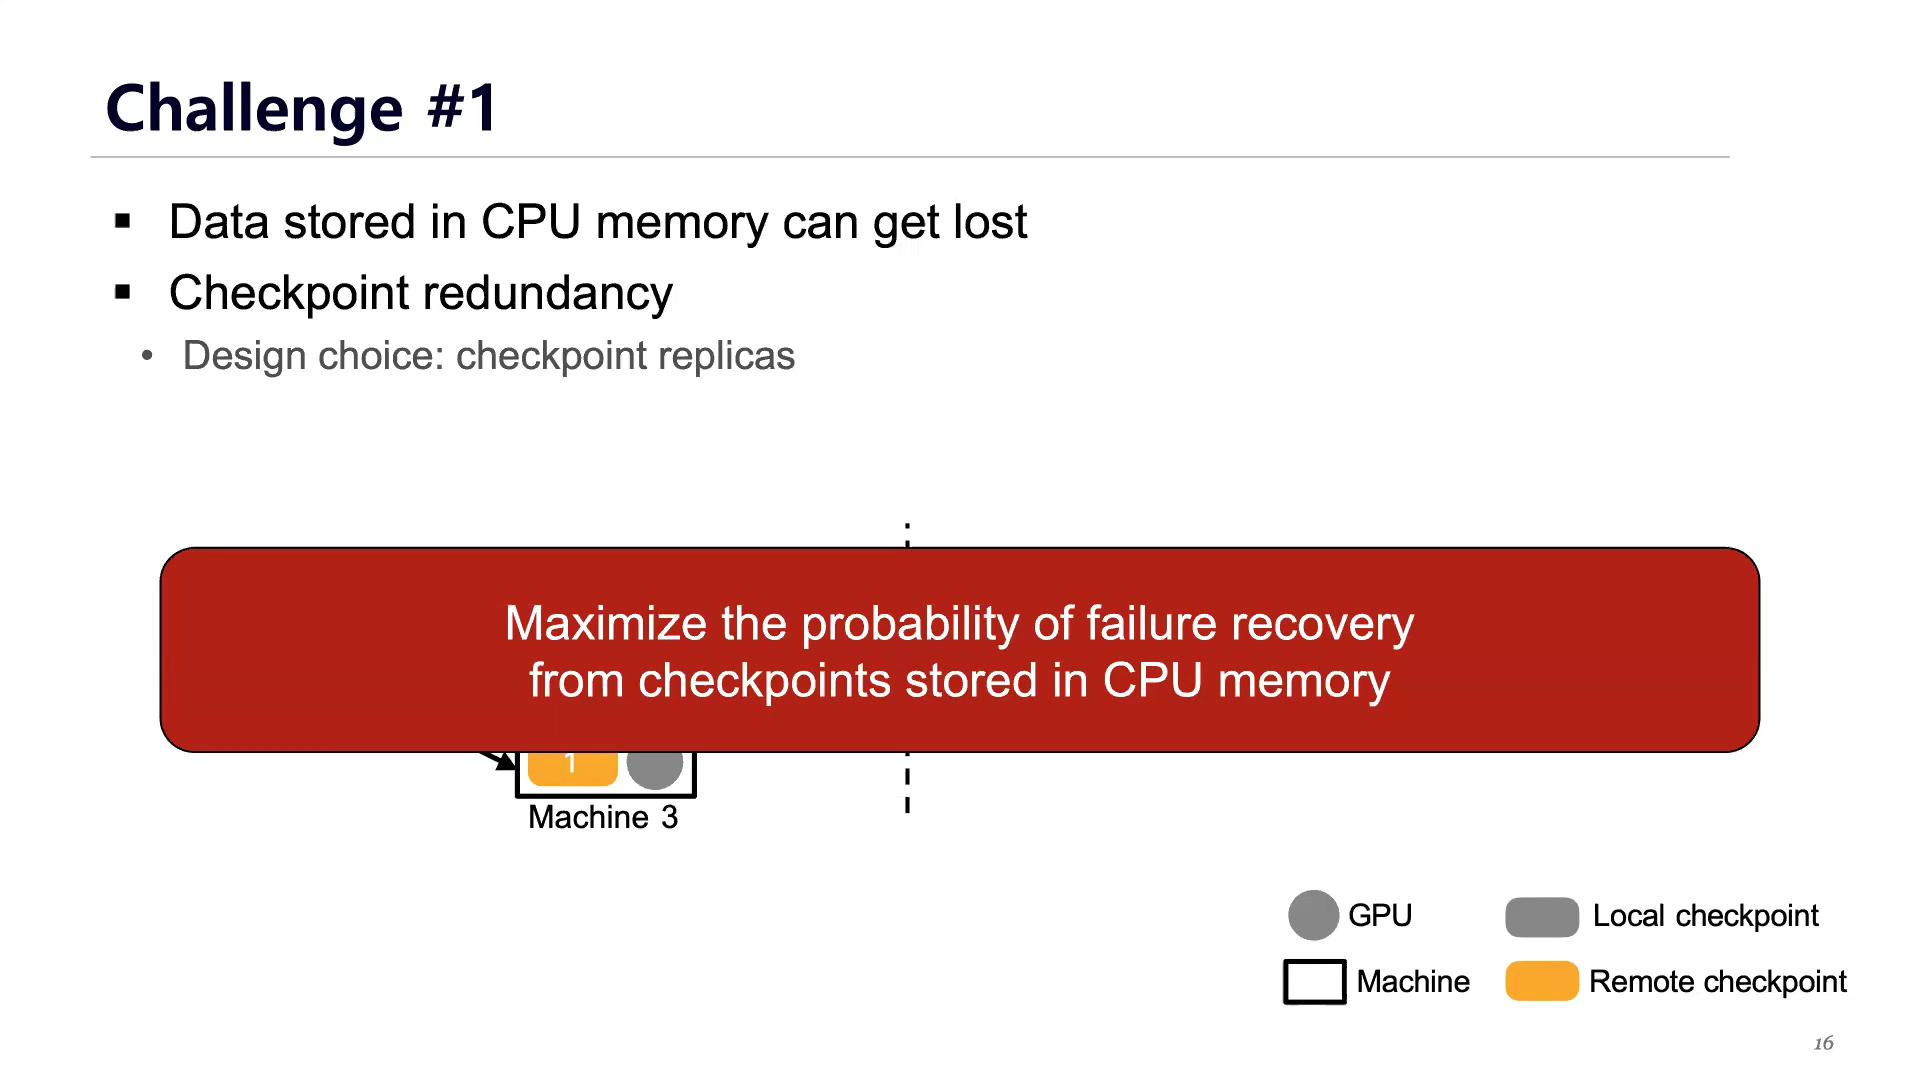 Challenge #1
Data stored in CPU memory can get lost
Checkpoint redundancy
Design choice: checkpoint replicas
Maximize the probability of failure recovery
from checkpoints stored in CPU memory
1
Machine 3
GPU
Local checkpoint
Machine
Remote checkpoint
16